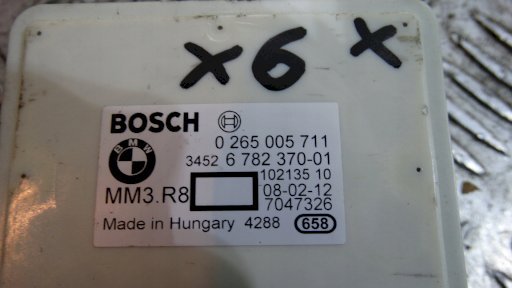 x6 x
BOSCH
0 265 005 711
BMW
3452 6 782 370-01
102135 10
MM3.R8
08-02-12
7047326
Made in Hungary 4288 658